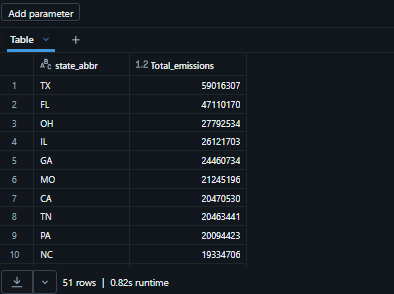 Add parameter
Table
ABC state_abbr 1.2 Total_emissions
1 TX 59016307
2 FL 47110170
3 OH 27792534
4 IL 26121703
5 GA 24460734
6 MO 21245196
7 CA 20470530
8 TN 20463441
9 PA 20094423
10 NC 19334706
51 rows | 0.82s runtime